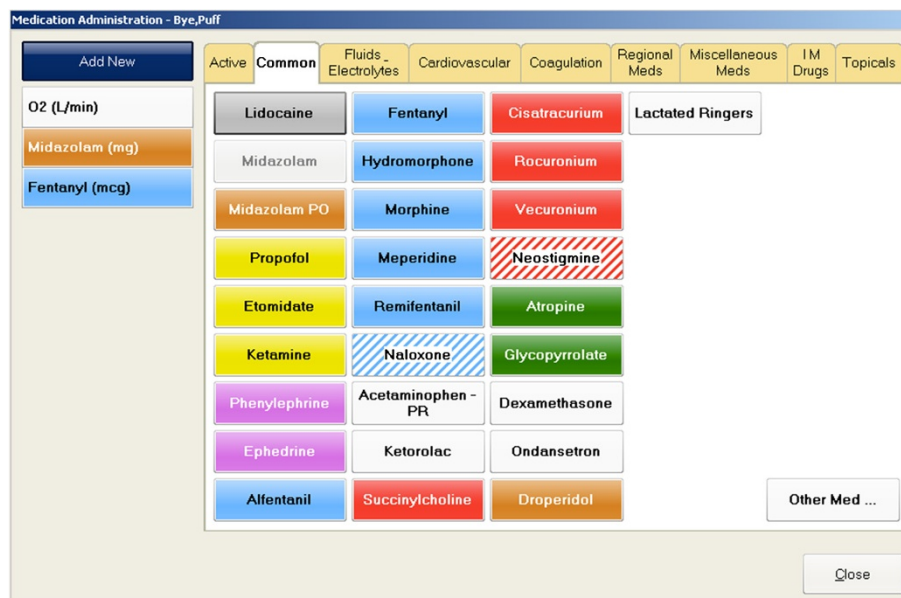 Medication Administration - Bye,Puff
Add New
O2 (L/min)
Midazolam (mg)
Fentanyl (mcg)
Active
Common
Fluids _
Electrolytes
Cardiovascular
Coagulation
Regional
Meds
Miscellaneous
Meds
I M
Drugs
Topicals
Lidocaine
Fentanyl
Cisatracurium
Lactated Ringers
Midazolam
Hydromorphone
Rocuronium
Midazolam PO
Morphine
Vecuronium
Propofol
Meperidine
Neostigmine
Etomidate
Remifentanil
Atropine
Ketamine
Naloxone
Glycopyrrolate
Phenylephrine
Acetaminophen -
PR
Dexamethasone
Ephedrine
Ketorolac
Ondansetron
Alfentanil
Succinylcholine
Droperidol
Other Med ...
Close